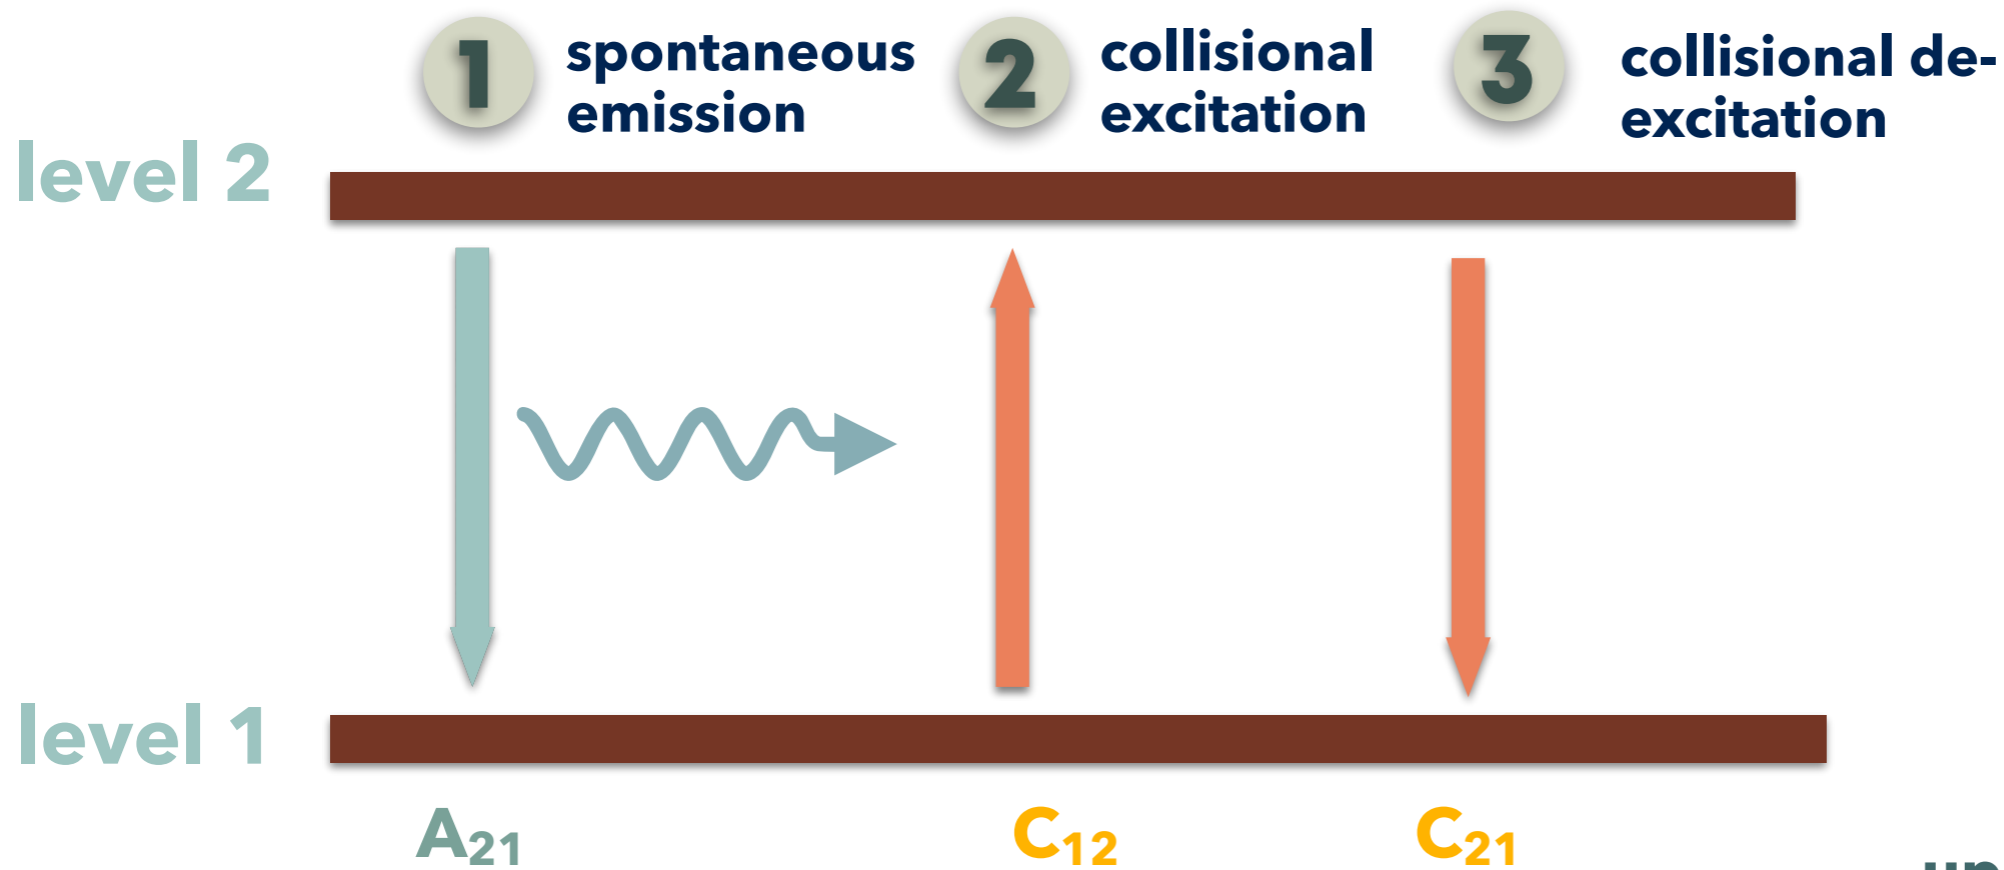 1 spontaneous
emission
2 collisional
excitation
3 collisional de-
excitation
level 2
level 1
A₂₁
C₁₂
C₂₁